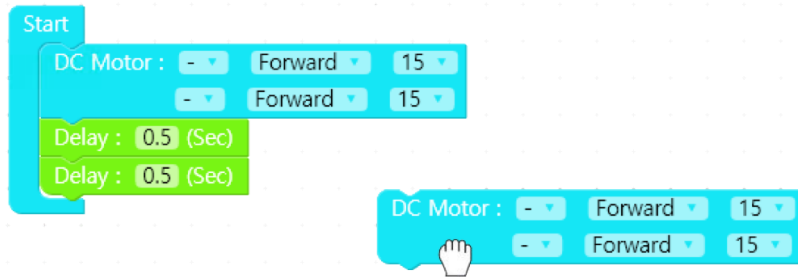 Start
DC Motor : - Forward 15
- Forward 15
Delay : 0.5 (Sec)
Delay : 0.5 (Sec)
DC Motor : - Forward 15
- Forward 15